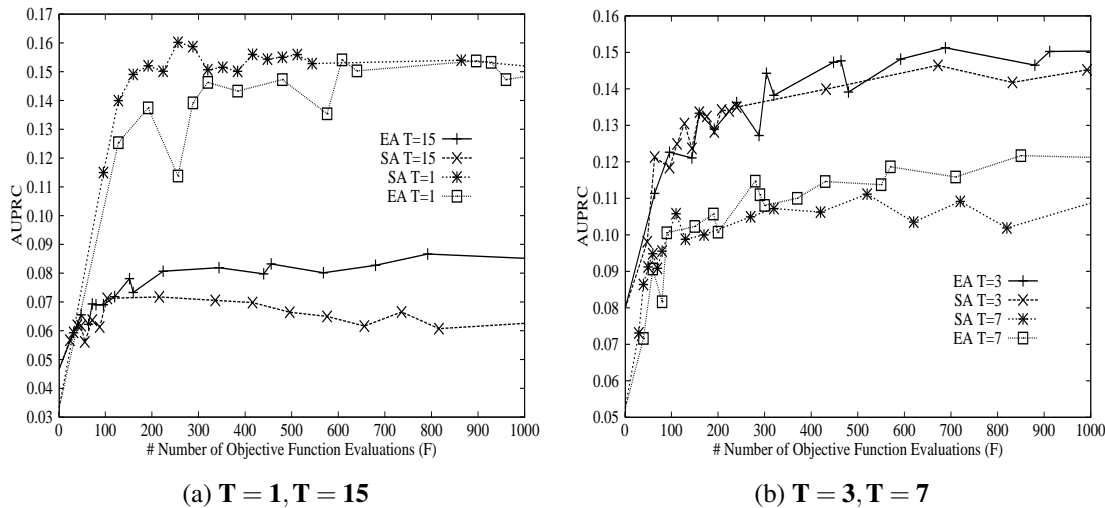 0.17
0.16
0.15
0.14
0.13
0.12
0.11
0.10
0.09
0.08
0.07
0.06
0.05
0.04
0.03
AUPRC
0 100 200 300 400 500 600 700 800 900 1000
# Number of Objective Function Evaluations (F)
EA T=15
SA T=15
SA T=1
EA T=1
(a) T = 1, T = 15
0.16
0.15
0.14
0.13
0.12
0.11
0.10
0.09
0.08
0.07
0.06
0.05
AUPRC
0 100 200 300 400 500 600 700 800 900 1000
# Number of Objective Function Evaluations (F)
EA T=3
SA T=3
SA T=7
EA T=7
(b) T = 3, T = 7